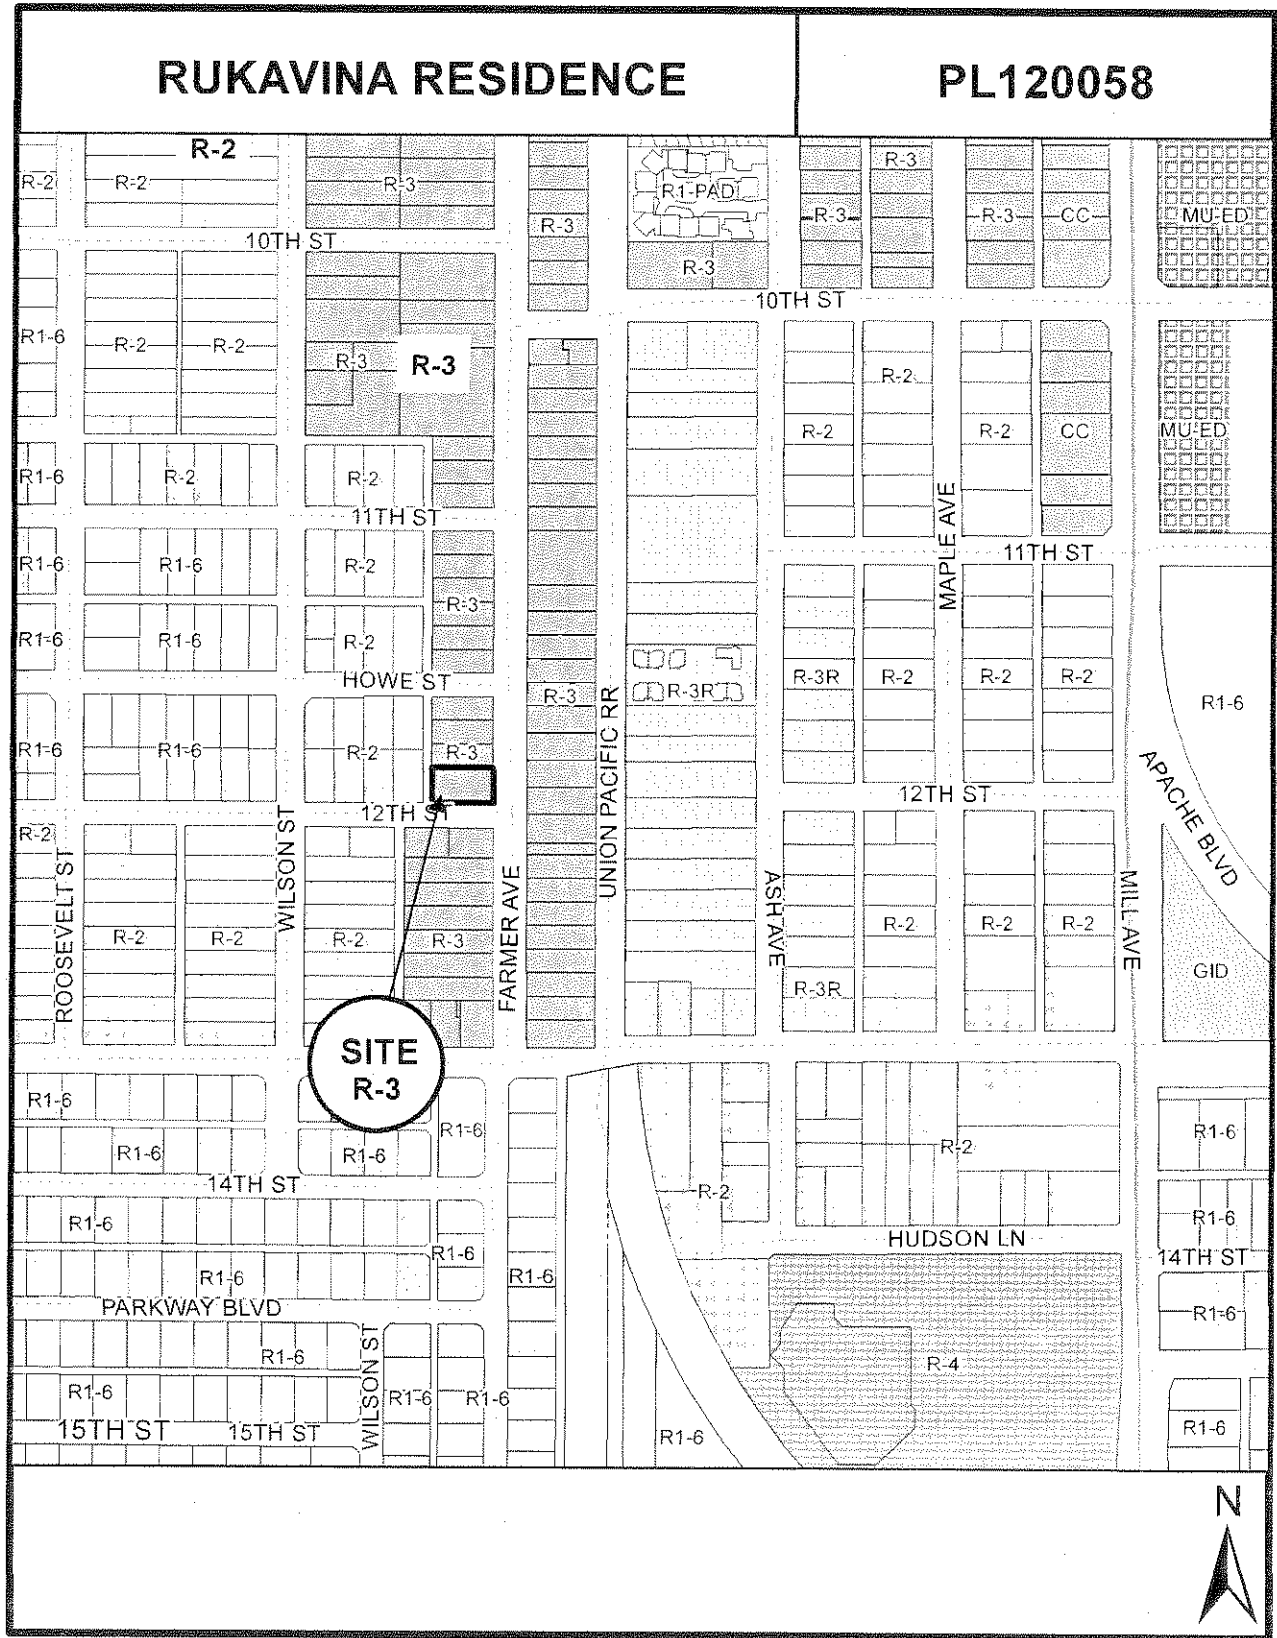 RUKAVINA RESIDENCE
PL120058
R-2
R-2
R-2
R-3
R-3
R1-PAD
R-3
R-3
R-3
R-3
CC
MU-ED
10TH ST
10TH ST
R1-6
R-2
R-2
R-3
R-3
R-2
R-2
R-2
CC
MU-ED
R1-6
R-2
R-2
11TH ST
MAPLE AVE
11TH ST
R1-6
R1-6
R-2
R-3
R1-6
R1-6
R-2
HOWE ST
R-3
R-3R
R-3R
R-2
R-2
R-2
R1-6
UNION PACIFIC RR
R1-6
R1-6
R-2
R-3
12TH ST
12TH ST
APACHE BLVD
R-2
ROOSEVELT ST
WILSON ST
FARMER AVE
ASH AVE
MILL AVE
R-2
R-2
R-2
R-3
R-2
R-2
R-2
R-3R
GID
SITE
R-3
R1-6
R1-6
R1-6
R1-6
R-2
R-2
R1-6
14TH ST
R1-6
R1-6
R1-6
R1-6
HUDSON LN
R1-6
14TH ST
PARKWAY BLVD
R1-6
R1-6
R1-6
WILSON ST
R1-6
R1-6
R-4
15TH ST
15TH ST
R1-6
R1-6
N